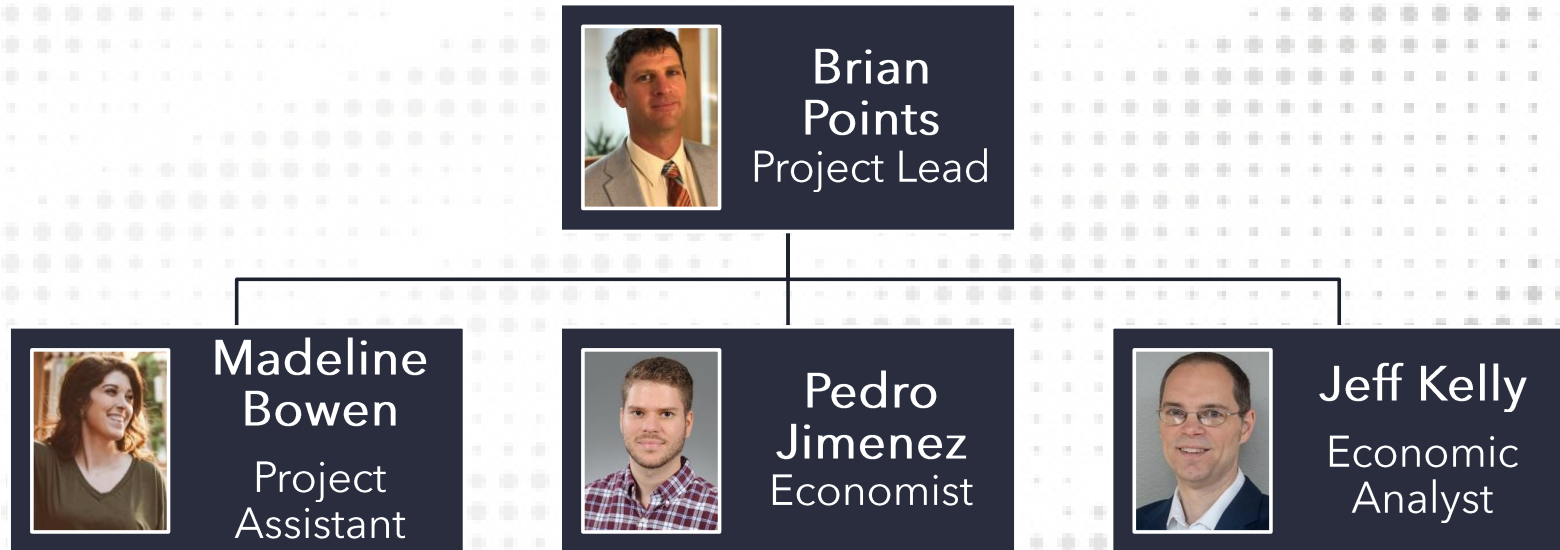 Brian
Points
Project Lead
Madeline
Bowen
Project
Assistant
Pedro
Jimenez
Economist
Jeff Kelly
Economic
Analyst